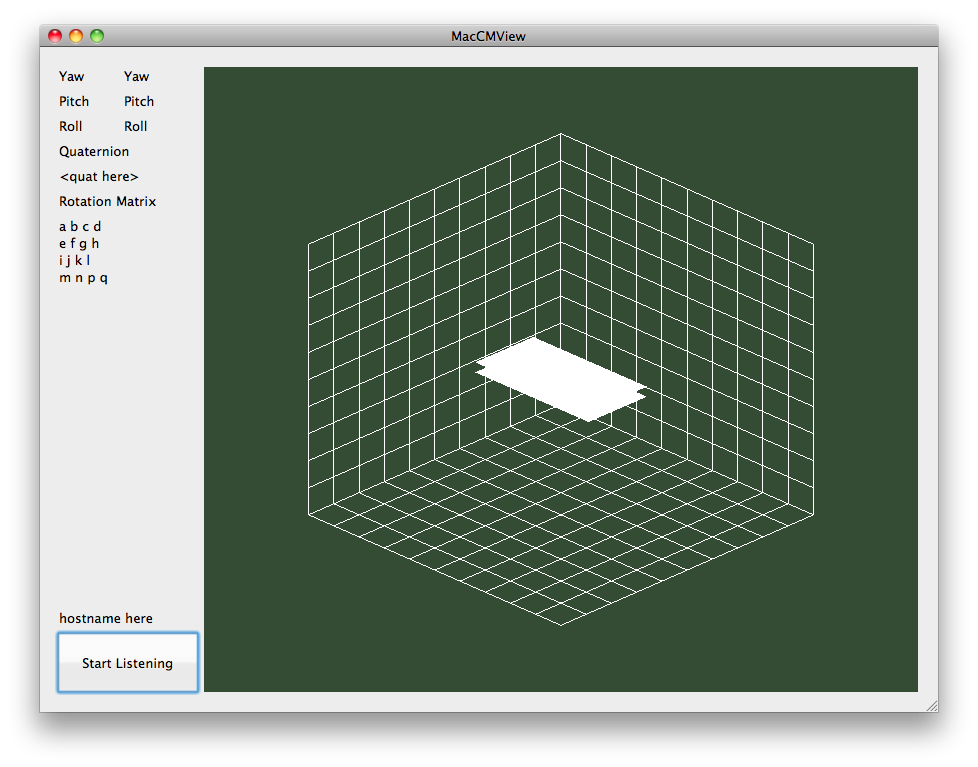 MacCMView
Yaw Yaw
Pitch Pitch
Roll Roll
Quaternion
<quat here>
Rotation Matrix
a b c d
e f g h
i j k l
m n p q
hostname here
Start Listening